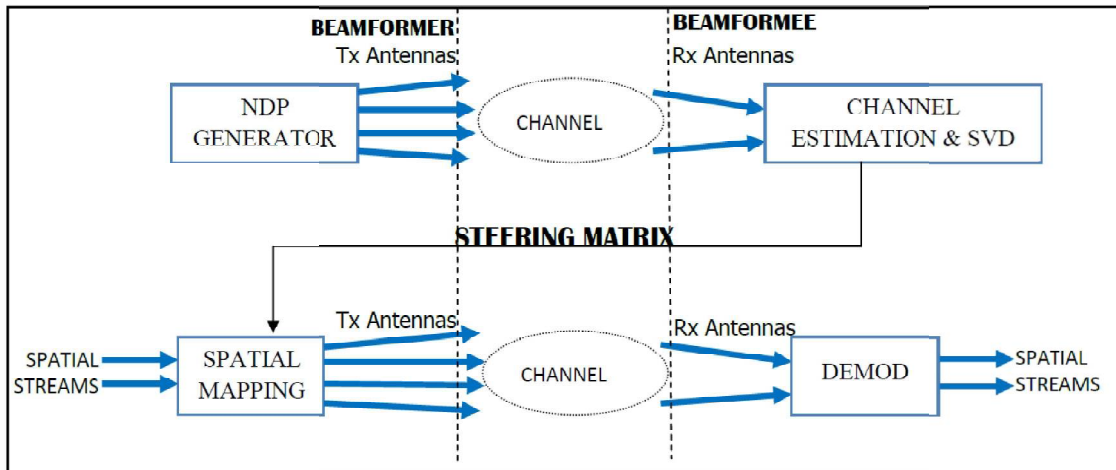 BEAMFORMER
BEAMFORMEE
Tx Antennas
Rx Antennas
NDP
GENERATOR
CHANNEL
CHANNEL
ESTIMATION & SVD
STEERING MATRIX
Tx Antennas
Rx Antennas
SPATIAL
STREAMS
SPATIAL
MAPPING
CHANNEL
DEMOD
SPATIAL
STREAMS